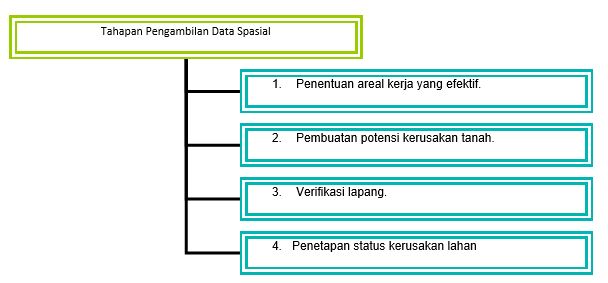 Tahapan Pengambilan Data Spasial
1. Penentuan areal kerja yang efektif.
2. Pembuatan potensi kerusakan tanah.
3. Verifikasi lapang.
4. Penetapan status kerusakan lahan